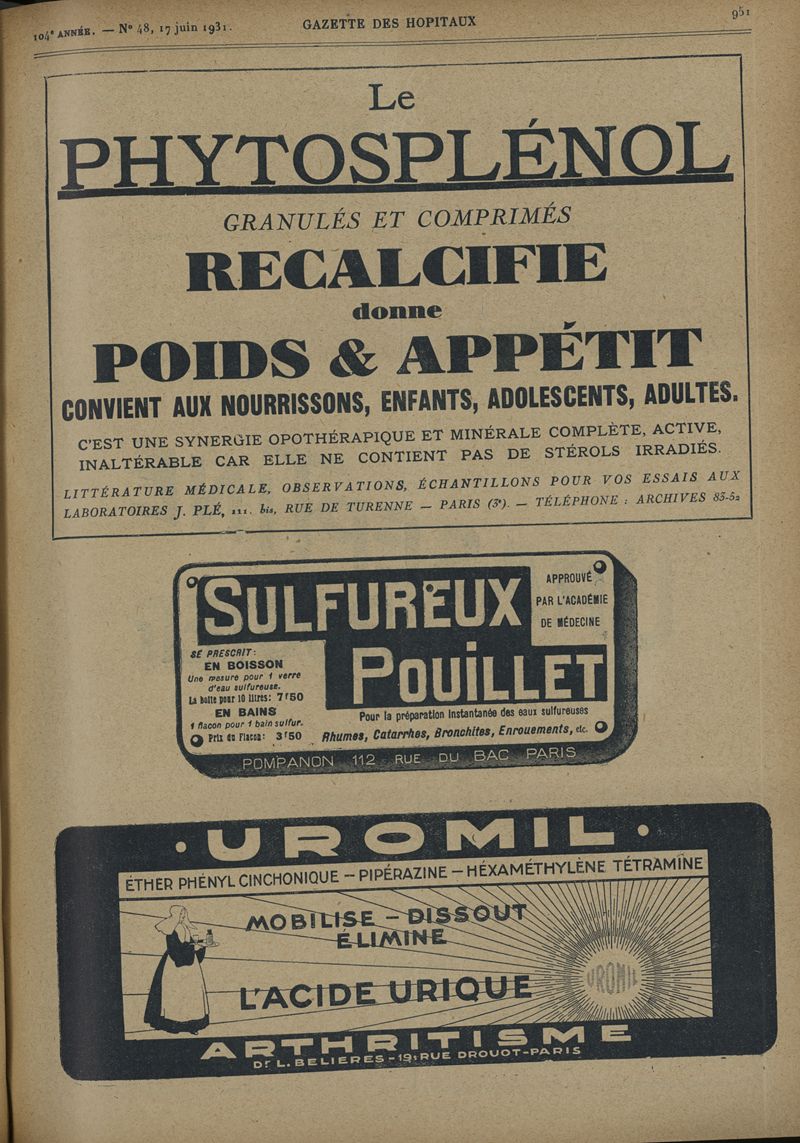 104e ANNÉE. — No 48, 17 juin 1931.
GAZETTE DES HOPITAUX
951
Le
PHYTOSPLÉNOL
GRANULÉS ET COMPRIMÉS
RECALCIFIE
donne
POIDS & APPÉTIT
CONVIENT AUX NOURRISSONS, ENFANTS, ADOLESCENTS, ADULTES.
C'EST UNE SYNERGIE OPOTHÉRAPIQUE ET MINÉRALE COMPLÈTE, ACTIVE,
INALTÉRABLE CAR ELLE NE CONTIENT PAS DE STÉROLS IRRADIÉS.
LITTÉRATURE MÉDICALE, OBSERVATIONS, ÉCHANTILLONS POUR VOS ESSAIS AUX
LABORATOIRES J. PLÉ, 111. bis, RUE DE TURENNE — PARIS (3e). — TÉLÉPHONE : ARCHIVES 85-52
SULFUREUX
POUILLET
APPROUVÉ
PAR L'ACADÉMIE
DE MÉDECINE
SE PRESCRIT:
EN BOISSON
Une mesure pour 1 verre
d'eau sulfureuse.
La boîte pour 10 litres: 7f50
EN BAINS
1 flacon pour 1 bain sulfur.
Prix du Flacon: 3f50
Pour la préparation instantanée des eaux sulfureuses
Rhumes, Catarrhes, Bronchites, Enrouements, etc.
POMPANON 112 RUE DU BAC PARIS
· UROMIL ·
ÉTHER PHÉNYL CINCHONIQUE — PIPÉRAZINE — HÉXAMÉTHYLÈNE TÉTRAMÎNE
MOBILISE — DISSOUT
ÉLIMINE
L'ACIDE URIQUE
UROMIL
ARTHRITISME
Dr L. BELIERES - 19, RUE DROUOT - PARIS